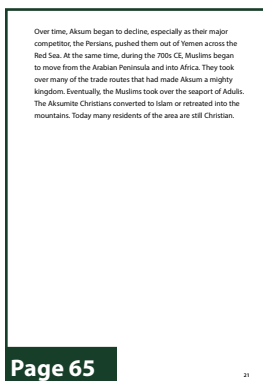 Over time, Aksum began to decline, especially as their major
competitor, the Persians, pushed them out of Yemen across the
Red Sea. At the same time, during the 700s CE, Muslims began
to move from the Arabian Peninsula and into Africa. They took
over many of the trade routes that had made Aksum a mighty
kingdom. Eventually, the Muslims took over the seaport of Adulis.
The Aksumite Christians converted to Islam or retreated into the
mountains. Today many residents of the area are still Christian.
Page 65
21